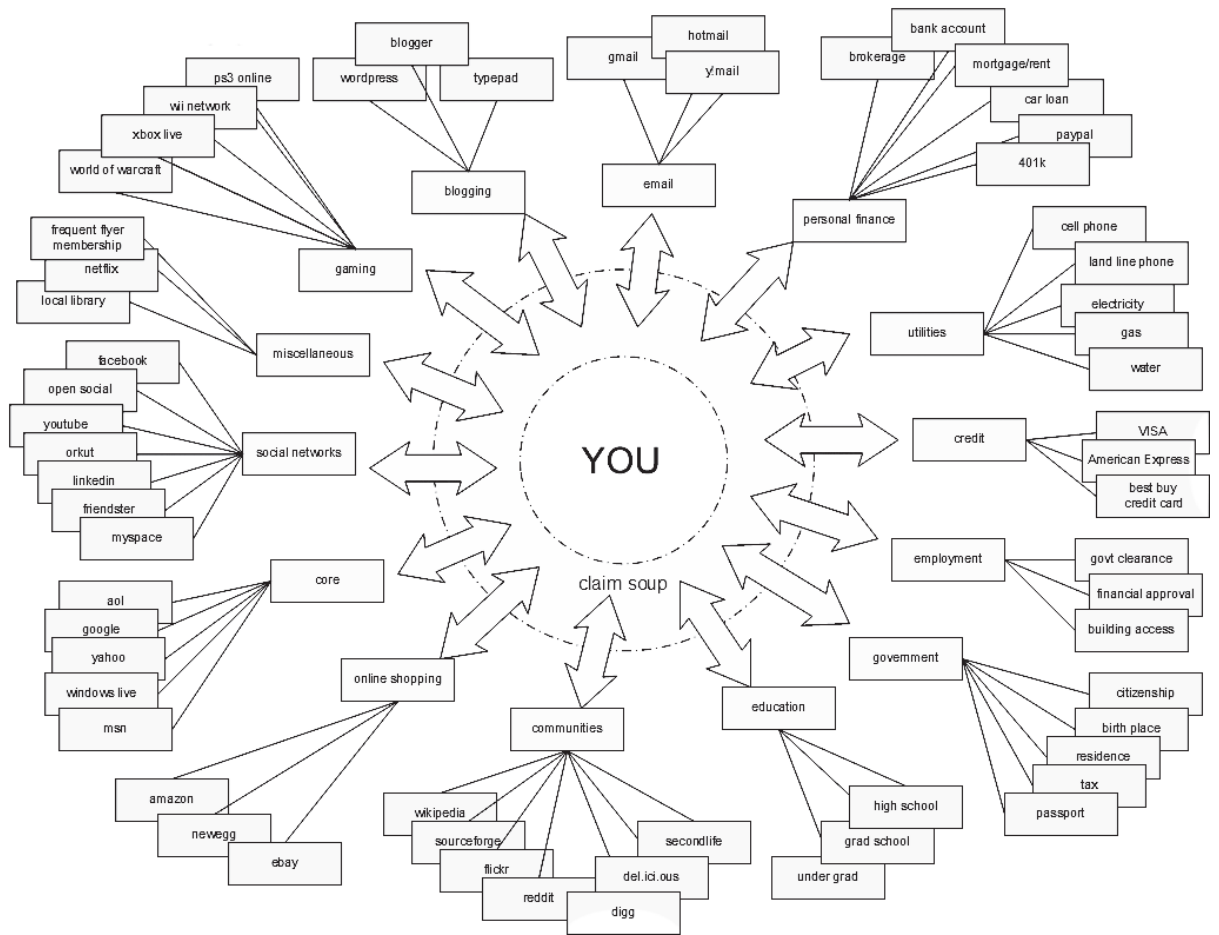 blogger
wordpress
typepad
blogging
hotmail
gmail
y!mail
email
bank account
brokerage
mortgage/rent
car loan
paypal
401k
personal finance
ps3 online
wii network
xbox live
world of warcraft
gaming
frequent flyer
membership
netflix
local library
miscellaneous
cell phone
land line phone
electricity
gas
water
utilities
facebook
open social
youtube
orkut
linkedin
friendster
myspace
social networks
YOU
claim soup
credit
VISA
American Express
best buy
credit card
employment
govt clearance
financial approval
building access
core
aol
google
yahoo
windows live
msn
online shopping
amazon
newegg
ebay
communities
wikipedia
sourceforge
flickr
reddit
digg
del.ici.ous
secondlife
education
high school
grad school
under grad
government
citizenship
birth place
residence
tax
passport